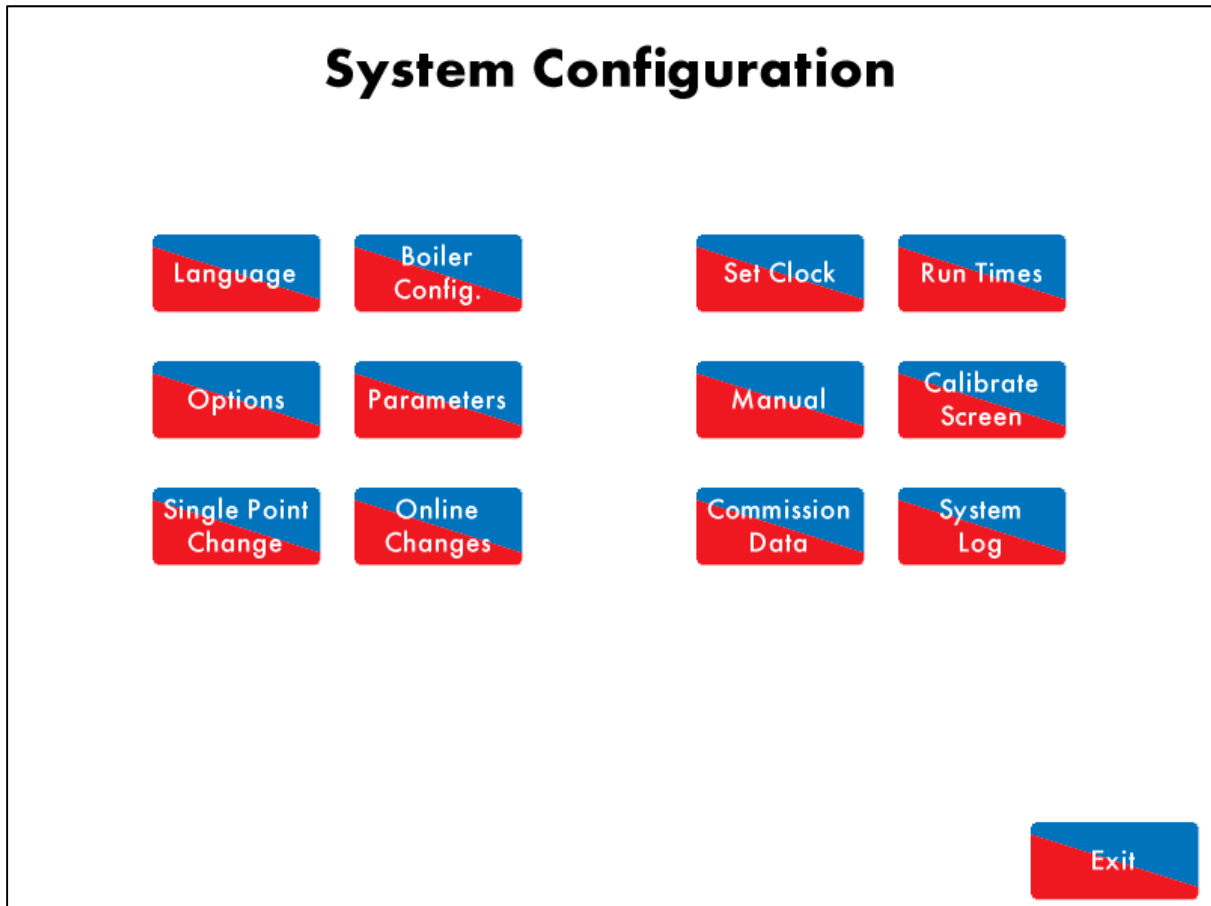 System Configuration
Language
Boiler
Config.
Set Clock
Run Times
Options
Parameters
Manual
Calibrate
Screen
Single Point
Change
Online
Changes
Commission
Data
System
Log
Exit